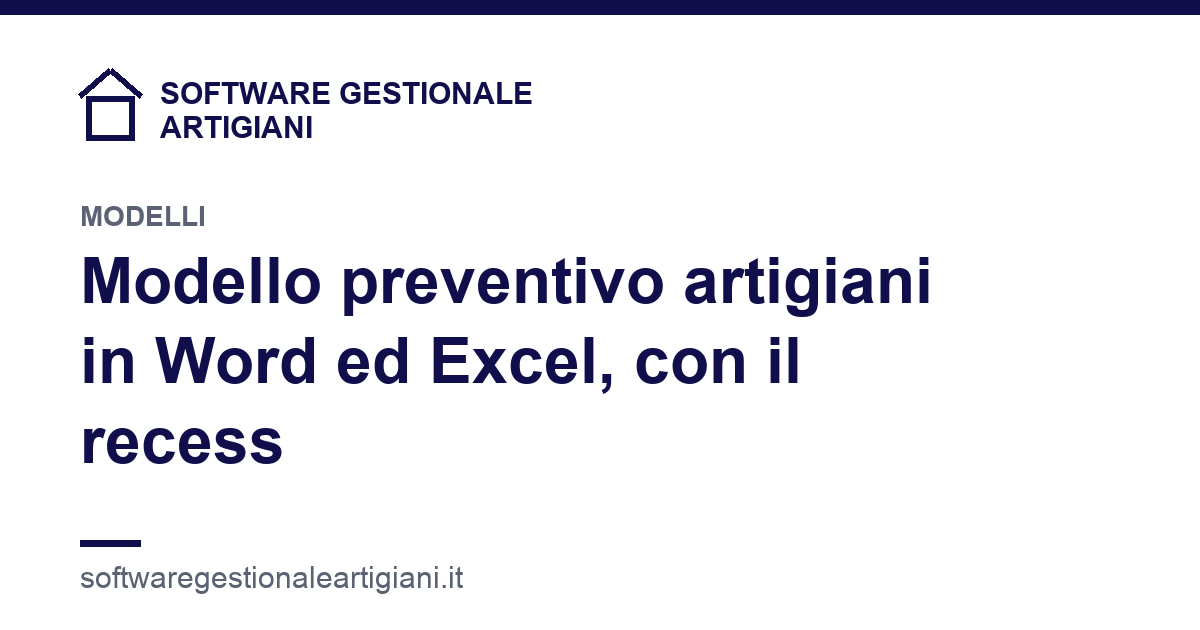 SOFTWARE GESTIONALE
ARTIGIANI
MODELLI
Modello preventivo artigiani
in Word ed Excel, con il
recess
softwaregestionaleartigiani.it